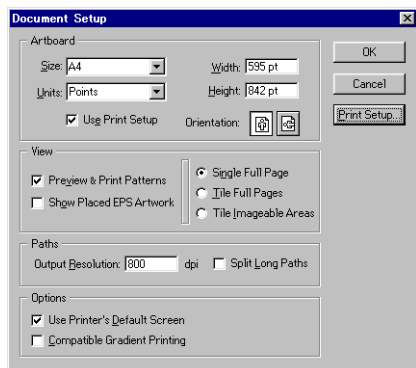 Document Setup
Artboard
Size: A4
Width: 595 pt
Units: Points
Height: 842 pt
Use Print Setup
Orientation:
OK
Cancel
Print Setup...
View
Preview & Print Patterns
Show Placed EPS Artwork
Single Full Page
Tile Full Pages
Tile Imageable Areas
Paths
Output Resolution: 800 dpi
Split Long Paths
Options
Use Printer's Default Screen
Compatible Gradient Printing